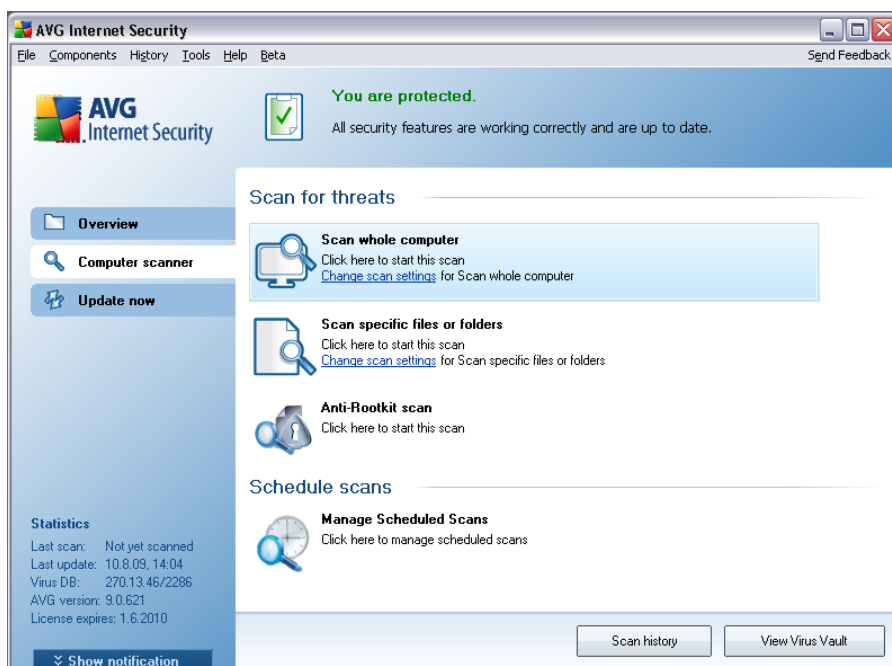 AVG Internet Security
File Components History Tools Help Beta
Send Feedback
AVG
Internet Security
You are protected.
All security features are working correctly and are up to date.
Overview
Computer scanner
Update now
Scan for threats
Scan whole computer
Click here to start this scan
Change scan settings for Scan whole computer
Scan specific files or folders
Click here to start this scan
Change scan settings for Scan specific files or folders
Anti-Rootkit scan
Click here to start this scan
Schedule scans
Manage Scheduled Scans
Click here to manage scheduled scans
Statistics
Last scan: Not yet scanned
Last update: 10.8.09, 14:04
Virus DB: 270.13.46/2286
AVG version: 9.0.621
License expires: 1.6.2010
Show notification
Scan history
View Virus Vault